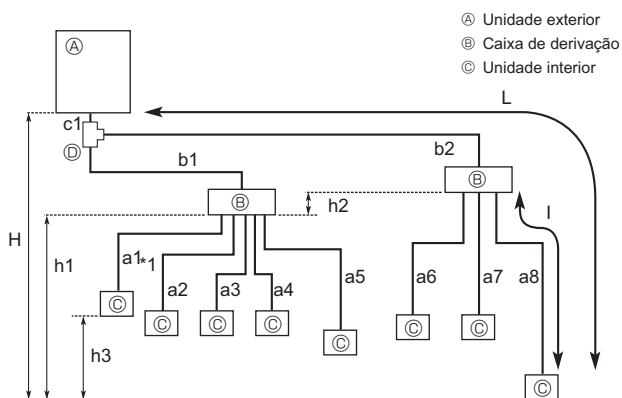 Ⓐ Unidade exterior
Ⓑ Caixa de derivação
Ⓒ Unidade interior
Ⓐ
L
c1
Ⓓ
b1
b2
Ⓑ
Ⓑ
h2
H
h1
l
a1*1
a2
a3
a4
a5
a6
a7
a8
Ⓒ
Ⓒ
Ⓒ
Ⓒ
Ⓒ
Ⓒ
Ⓒ
h3
Ⓒ